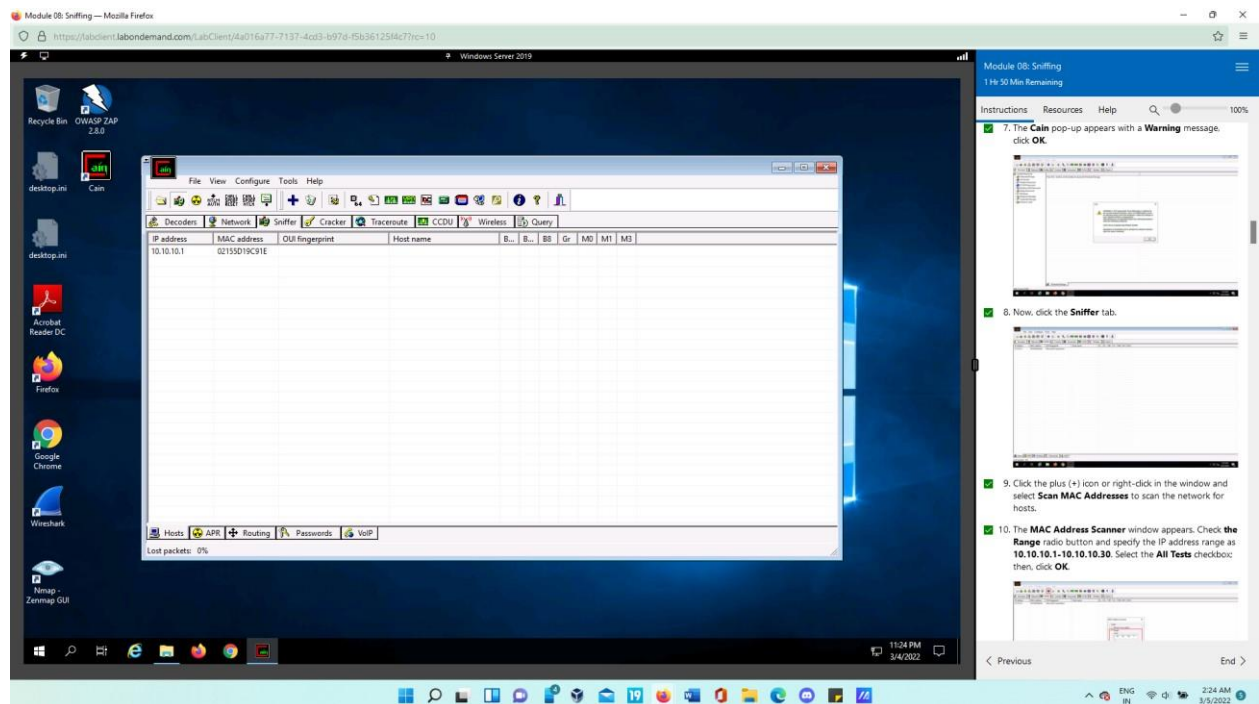 Module 08: Sniffing — Mozilla Firefox
https://labclient.labondemand.com/LabClient/4a016a77-7137-4cd3-b97d-f5b36125f4c7?rc=10
Windows Server 2019
Recycle Bin
OWASP ZAP
2.8.0
desktop.ini
Cain
desktop.ini
Acrobat
Reader DC
Firefox
Google
Chrome
Wireshark
Nmap -
Zenmap GUI
File View Configure Tools Help
Decoders Network Sniffer Cracker Traceroute CCDU Wireless Query
IP address MAC address OUI fingerprint Host name B... B... B8 Gr M0 M1 M3
10.10.10.1 02155D19C91E
Hosts APR Routing Passwords VoIP
Lost packets: 0%
11:24 PM
3/4/2022
Module 08: Sniffing
1 Hr 50 Min Remaining
Instructions Resources Help 100%
7. The Cain pop-up appears with a Warning message,
click OK.
8. Now, click the Sniffer tab.
9. Click the plus (+) icon or right-click in the window and
select Scan MAC Addresses to scan the network for
hosts.
10. The MAC Address Scanner window appears. Check the
Range radio button and specify the IP address range as
10.10.10.1-10.10.10.30. Select the All Tests checkbox;
then, click OK.
Previous End
ENG
IN
2:24 AM
3/5/2022